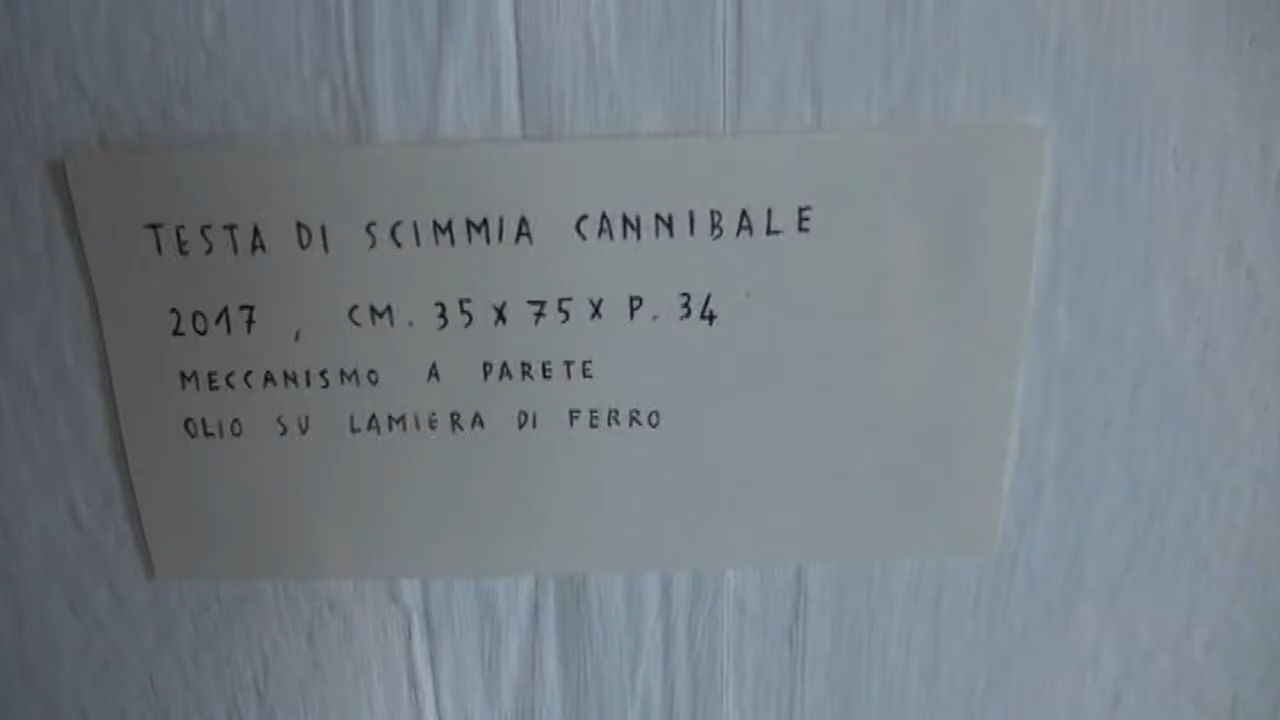 TESTA DI SCIMMIA CANNIBALE
2017, CM. 35 X 75 X P. 34
MECCANISMO A PARETE
OLIO SU LAMIERA DI FERRO